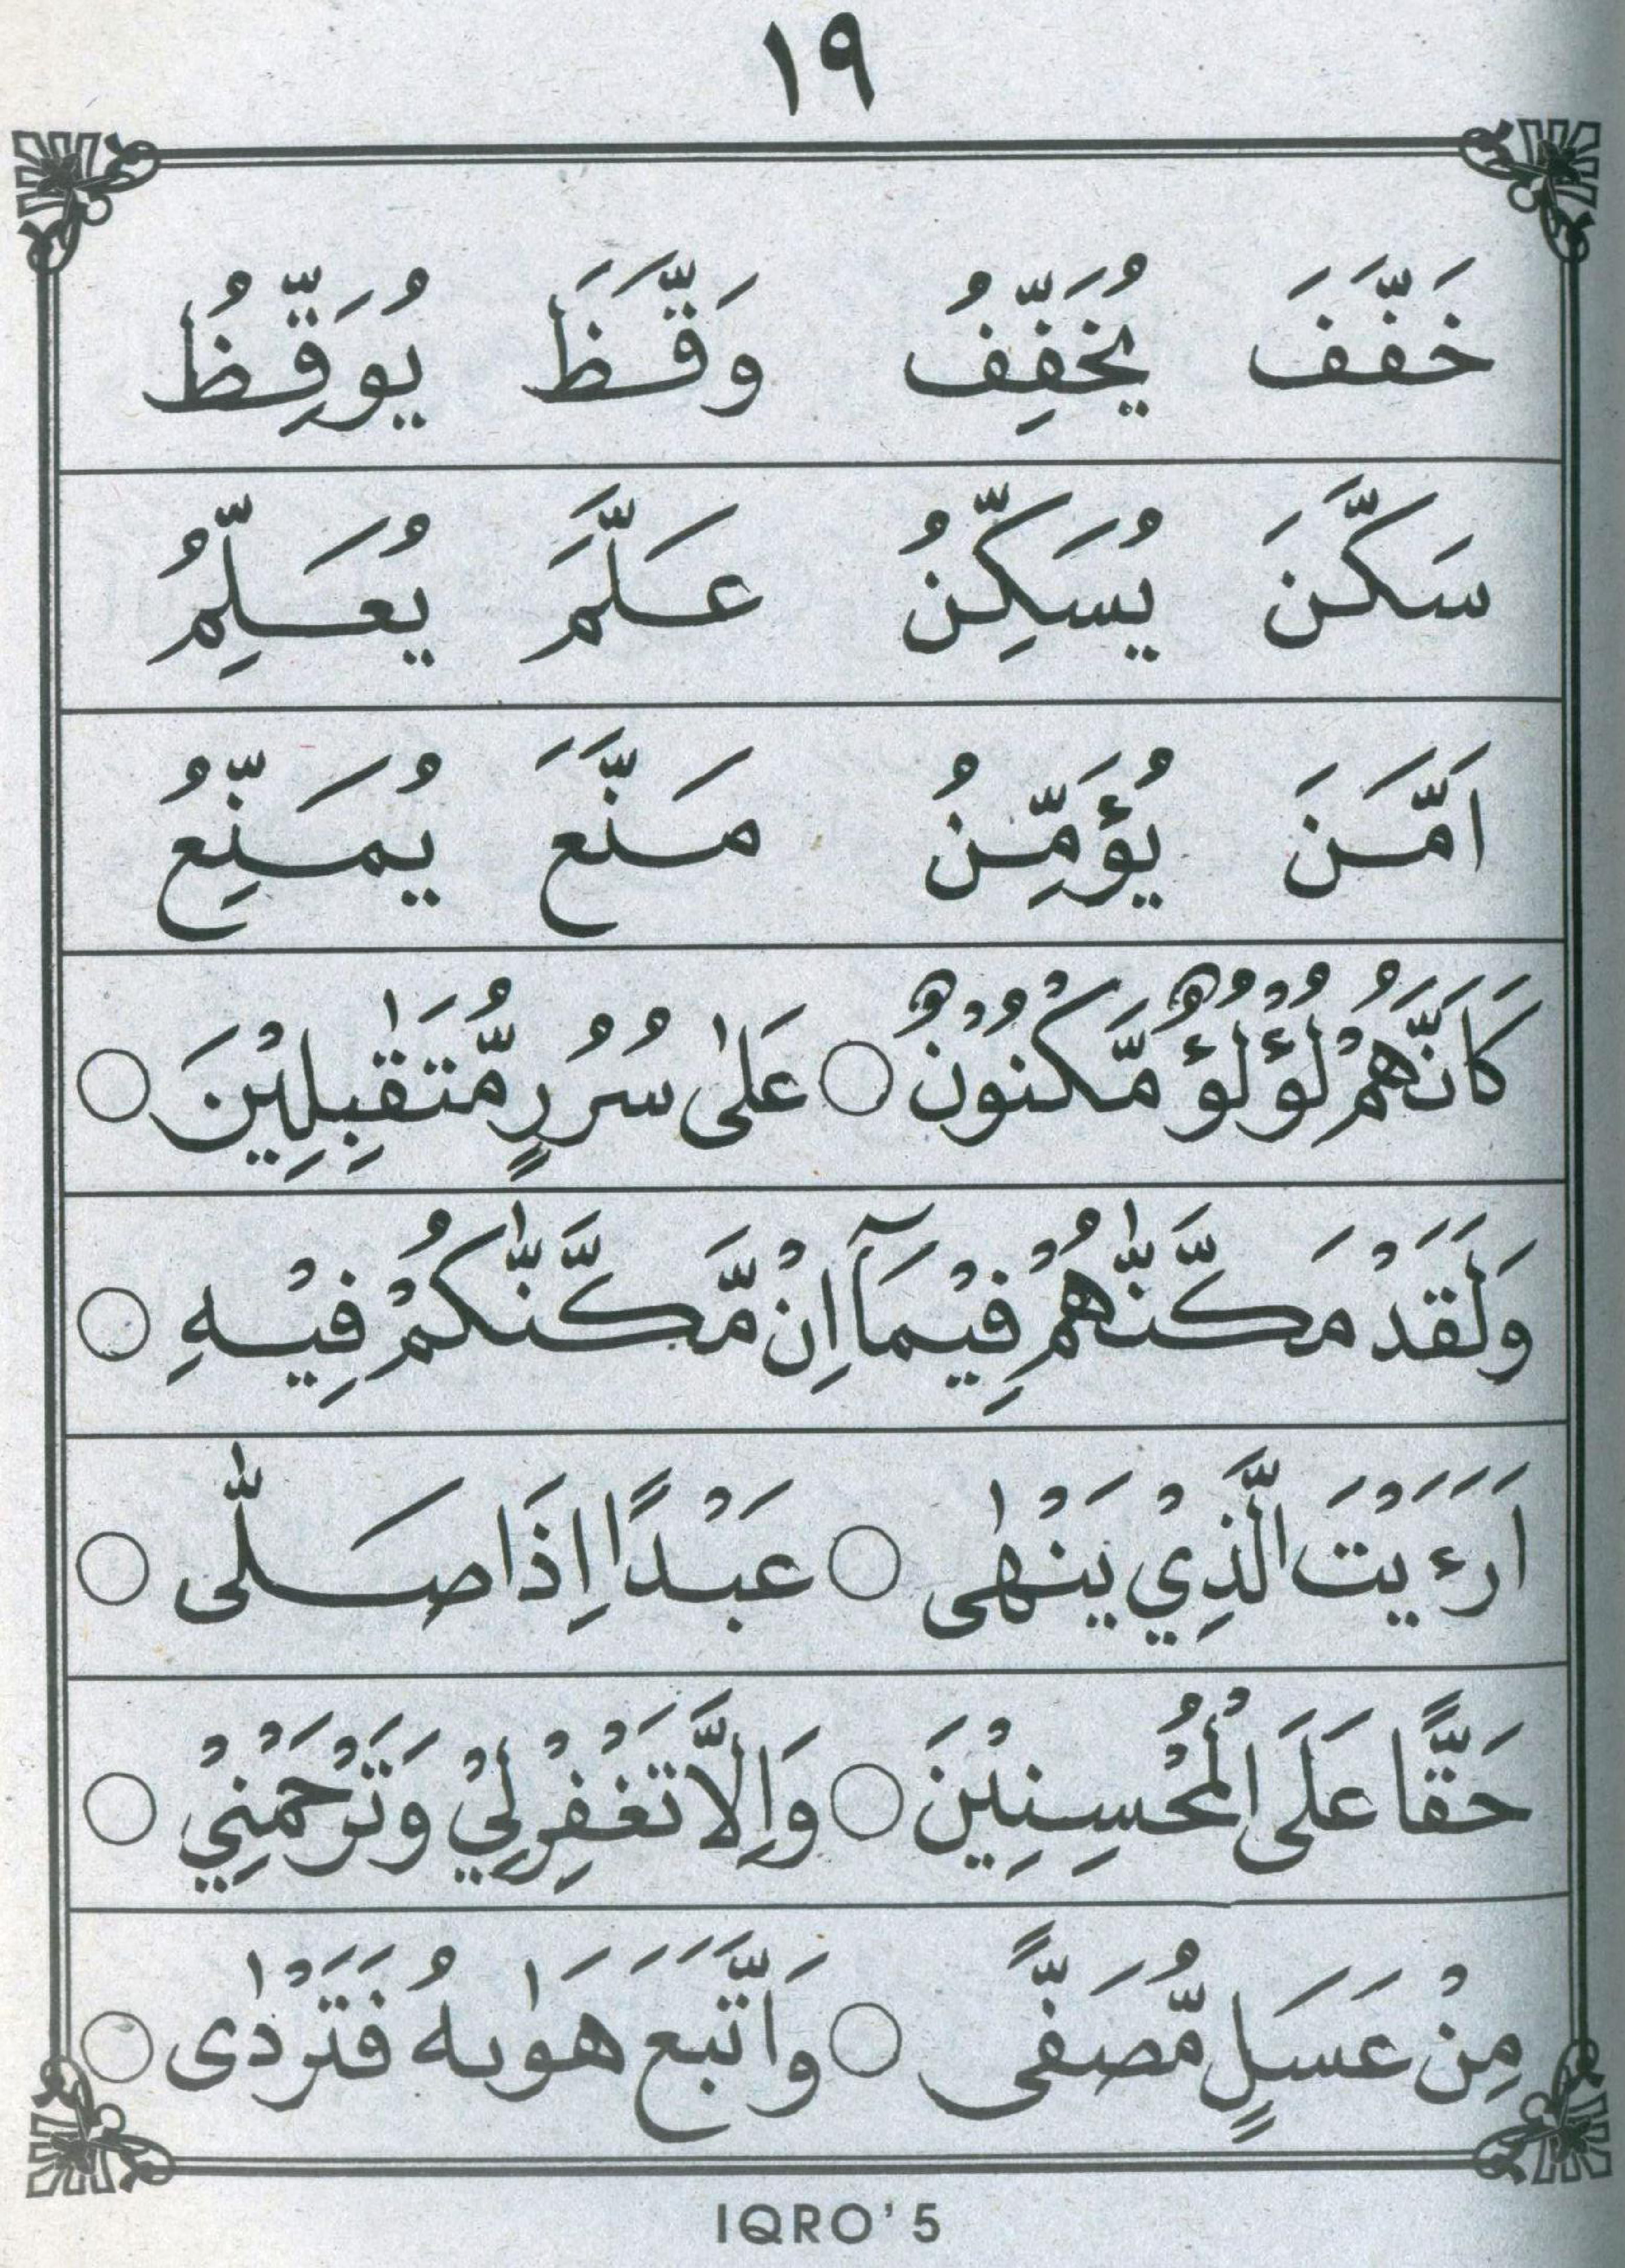 ١٩
خَفَّفَ يُخَفِّفُ وَقَّظَ يُوَقِّظُ
سَكَّنَ يُسَكِّنُ عَلَّمَ يُعَلِّمُ
اَمَّنَ يُؤَمِّنُ مَنَّعَ يُمَنِّعُ
كَاَنَّهُمْ لُؤْلُؤٌ مَّكْنُوْنٌ ○ عَلٰى سُرُرٍ مُّتَقٰبِلِيْنَ ○
وَلَقَدْ مَكَّنّٰهُمْ فِيْمَآ اِنْ مَّكَّنّٰكُمْ فِيْهِ ○
اَرَءَيْتَ الَّذِيْ يَنْهٰى ○ عَبْدًا اِذَا صَلّٰى ○
حَقًّا عَلَى الْمُحْسِنِيْنَ ○ وَاِلَّا تَغْفِرْلِيْ وَتَرْحَمْنِيْ ○
مِنْ عَسَلٍ مُّصَفًّى ○ وَاتَّبَعَ هَوٰىهُ فَتَرْدٰى ○
IQRO' 5